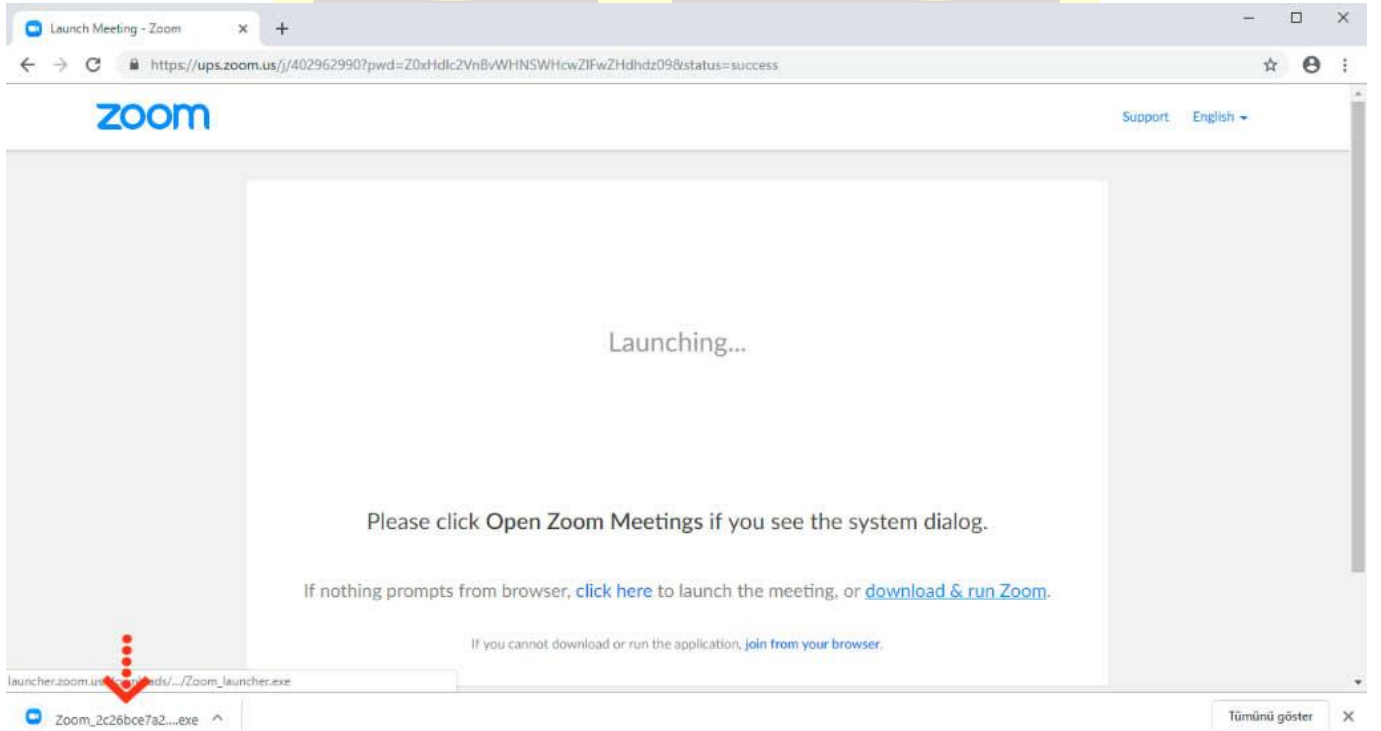 Launch Meeting - Zoom
https://ups.zoom.us/j/402962990?pwd=Z0xHdlc2VnBvWHNSWHcwZlFwZHdhdz09&status=success
zoom
Support English
Launching...
Please click Open Zoom Meetings if you see the system dialog.
If nothing prompts from browser, click here to launch the meeting, or download & run Zoom.
If you cannot download or run the application, join from your browser.
/.../Zoom_launcher.exe
Zoom_2c26bce7a2....exe
Tümünü göster